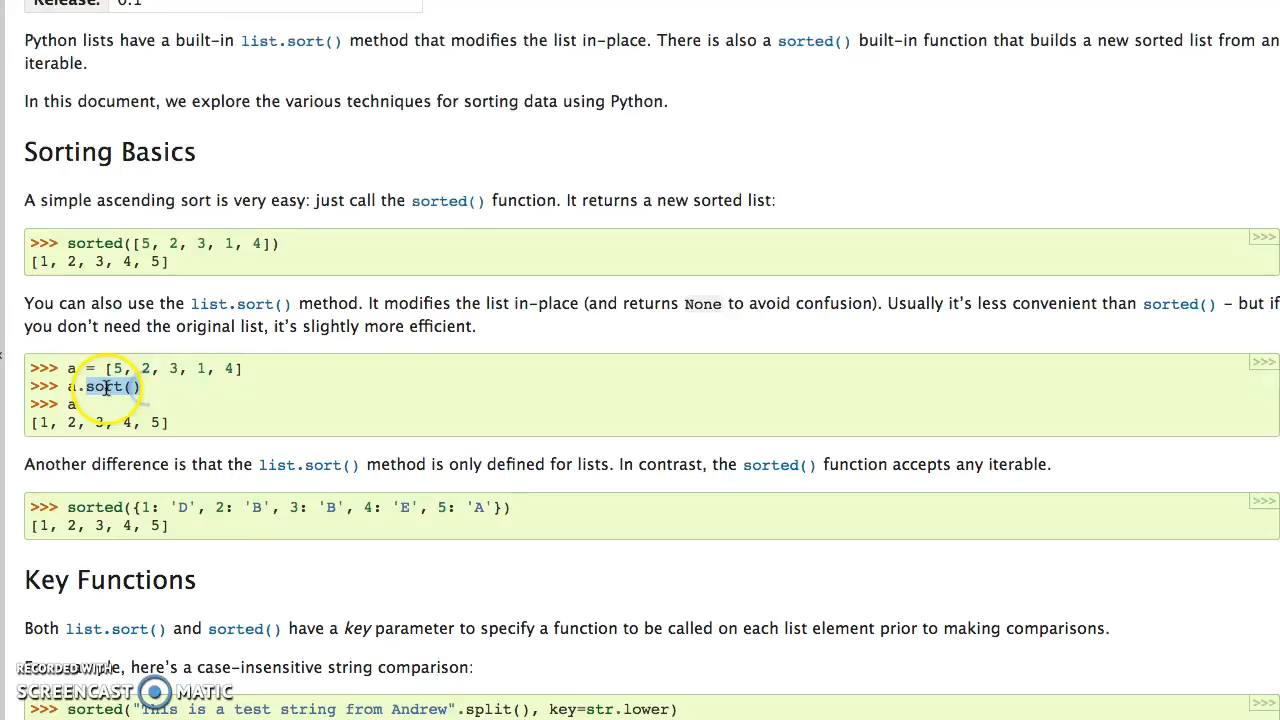 Release: 0.1
Python lists have a built-in list.sort() method that modifies the list in-place. There is also a sorted() built-in function that builds a new sorted list from an
iterable.
In this document, we explore the various techniques for sorting data using Python.
Sorting Basics
A simple ascending sort is very easy: just call the sorted() function. It returns a new sorted list:
>>> sorted([5, 2, 3, 1, 4])
>>>
[1, 2, 3, 4, 5]
You can also use the list.sort() method. It modifies the list in-place (and returns None to avoid confusion). Usually it's less convenient than sorted() – but if
you don't need the original list, it's slightly more efficient.
>>> a = [5, 2, 3, 1, 4]
>>>
>>> a.sort()
>>> a
[1, 2, 3, 4, 5]
Another difference is that the list.sort() method is only defined for lists. In contrast, the sorted() function accepts any iterable.
>>> sorted({1: 'D', 2: 'B', 3: 'B', 4: 'E', 5: 'A'})
>>>
[1, 2, 3, 4, 5]
Key Functions
Both list.sort() and sorted() have a key parameter to specify a function to be called on each list element prior to making comparisons.
here's a case-insensitive string comparison:
RECORDED WITH
SCREENCAST MATIC
>>>
sorted("This is a test string from Andrew".split(), key=str.lower)